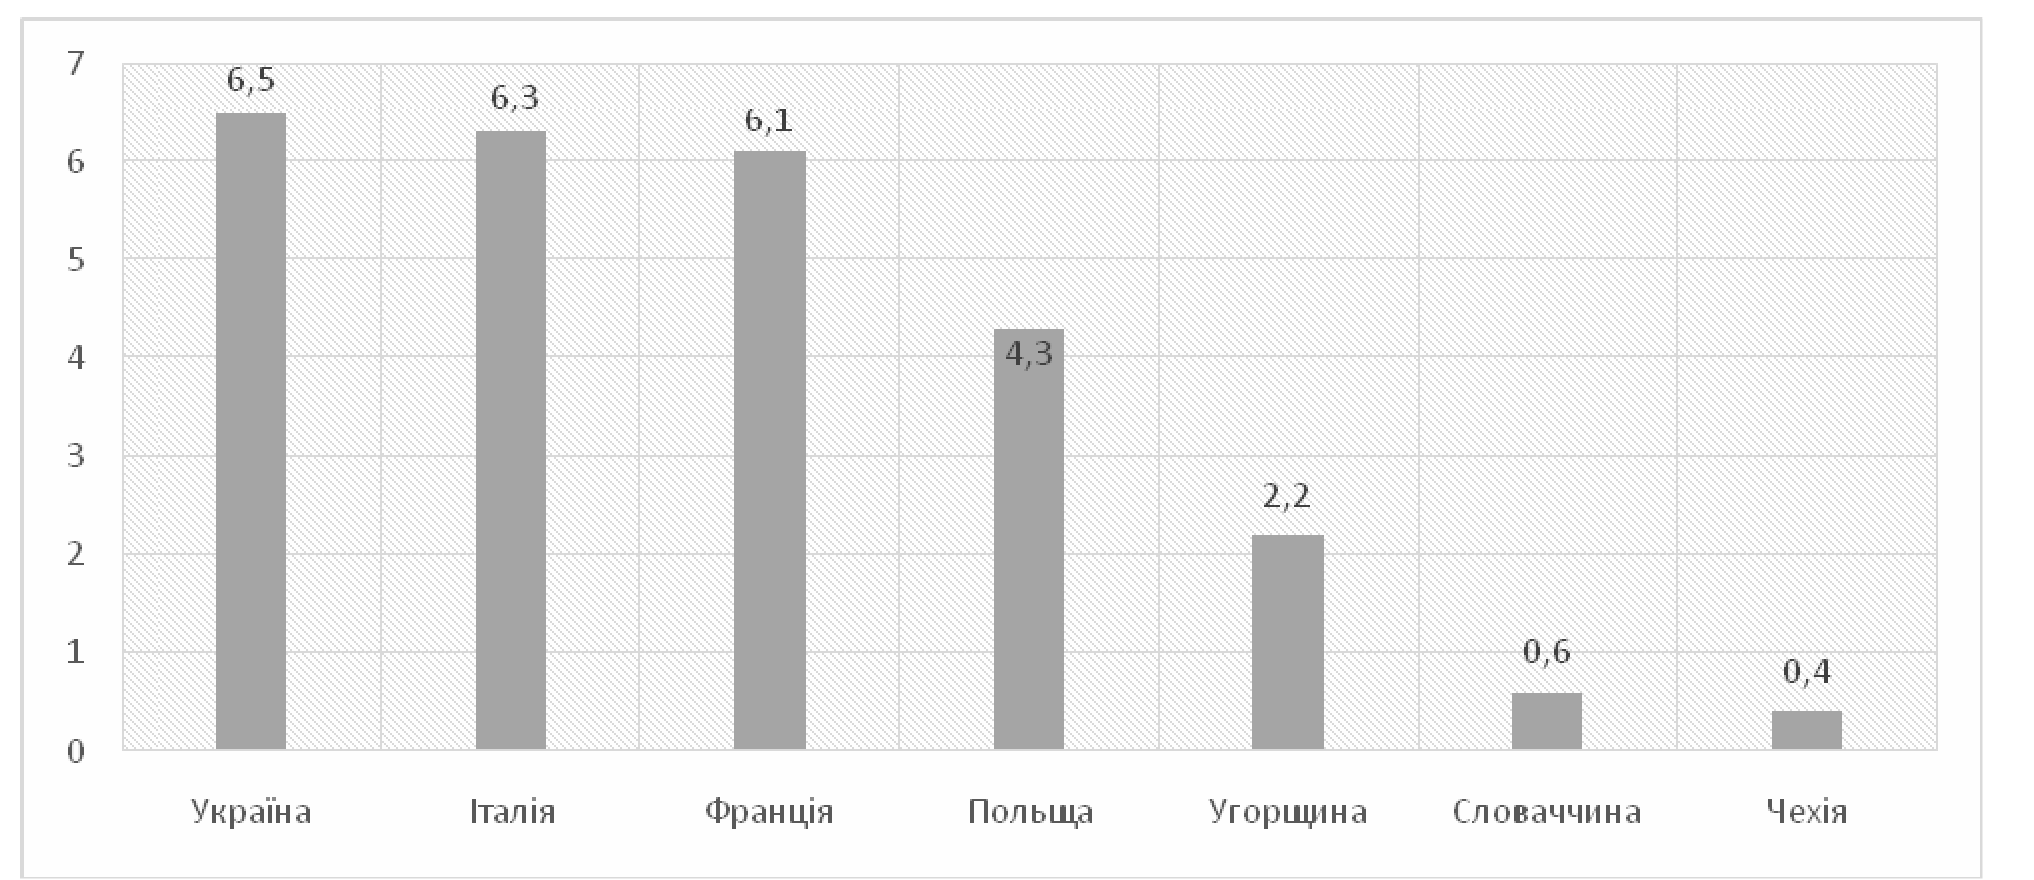 7
6
5
4
3
2
1
0
6,5
6,3
6,1
4,3
2,2
0,6
0,4
Україна
Італія
Франція
Польща
Угорщина
Словаччина
Чехія